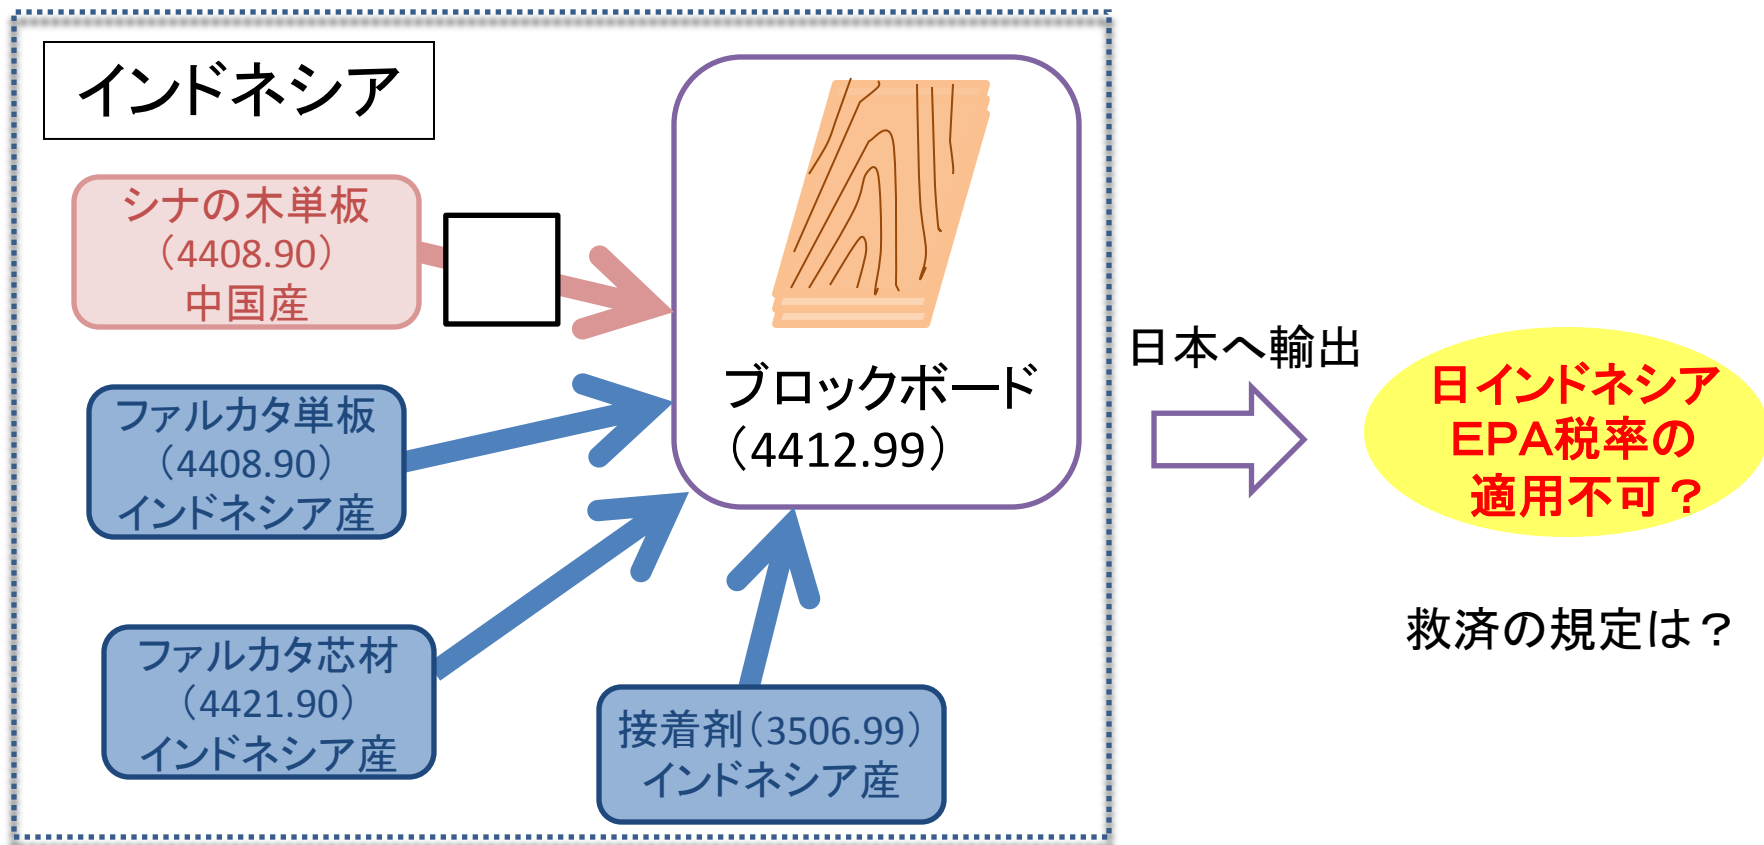 インドネシア
シナの木単板
（4408.90）
中国産
ファルカタ単板
（4408.90）
インドネシア産
ファルカタ芯材
（4421.90）
インドネシア産
接着剤（3506.99）
インドネシア産
ブロックボード
（4412.99）
日本へ輸出
日インドネシア
ＥＰＡ税率の
適用不可？
救済の規定は？